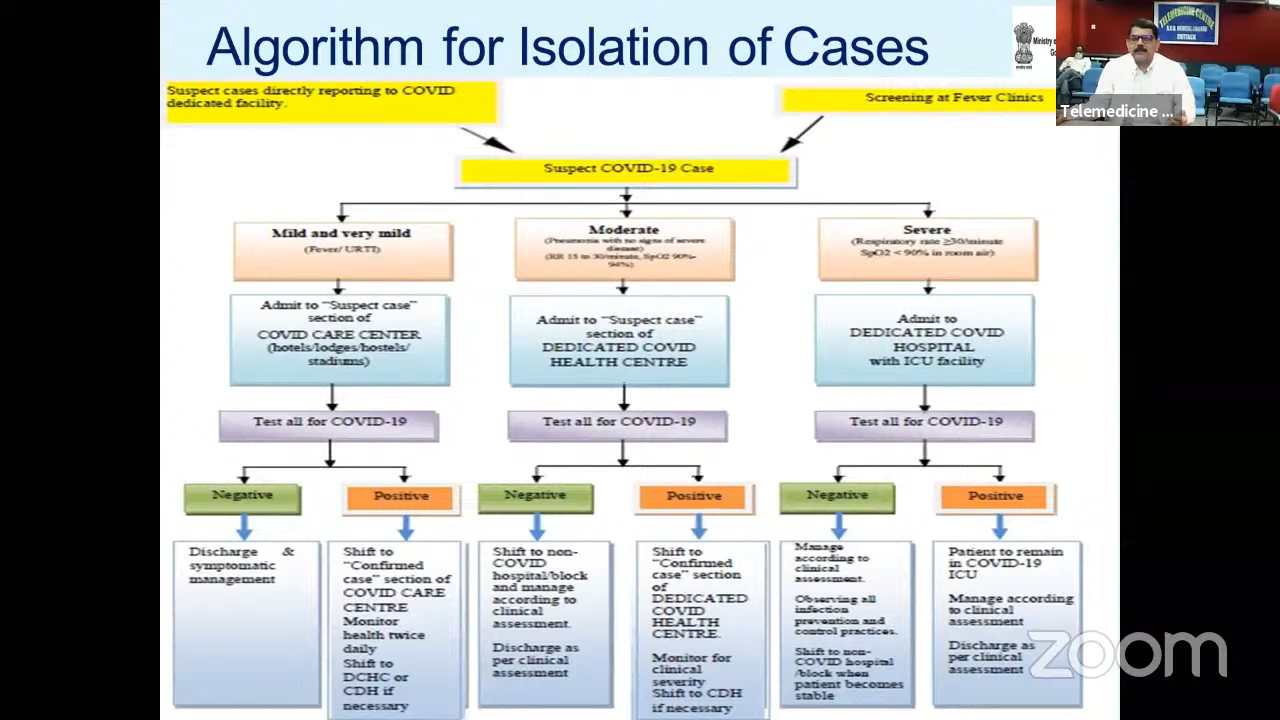 Algorithm for Isolation of Cases
Ministry of
TELEMEDICINE CENTRE
S.C.B. MEDICAL COLLEGE
CUTTACK
Telemedicine ...
Suspect cases directly reporting to COVID
dedicated facility.
Screening at Fever Clinics
Suspect COVID-19 Case
Mild and very mild
(Fever/ URTI)
Moderate
(Pneumonia with no signs of severe
disease)
(RR 15 to 30/minute, SpO2 90%-
94%)
Severe
(Respiratory rate ≥30/minute
SpO2 < 90% in room air)
Admit to “Suspect case”
section of
COVID CARE CENTER
(hotels/lodges/hostels/
stadiums)
Admit to “Suspect case”
section of
DEDICATED COVID
HEALTH CENTRE
Admit to
DEDICATED COVID
HOSPITAL
with ICU facility
Test all for COVID-19
Test all for COVID-19
Test all for COVID-19
Negative
Positive
Negative
Positive
Negative
Positive
Discharge &
symptomatic
management
Shift to
“Confirmed
case” section of
COVID CARE
CENTRE
Monitor
health twice
daily
Shift to
DCHC or
CDH if
necessary
Shift to non-
COVID
hospital/block
and manage
according to
clinical
assessment.
Discharge as
per clinical
assessment
Shift to
“Confirmed
case” section
of
DEDICATED
COVID
HEALTH
CENTRE.
Monitor for
clinical
severity
Shift to CDH
if necessary
Manage
according to
clinical
assessment.
Observing all
infection
prevention and
control practices.
Shift to non-
COVID hospital
/block when
patient becomes
stable
Patient to remain
in COVID-19
ICU
Manage according
to clinical
assessment
Discharge as
per clinical
assessment
zoom